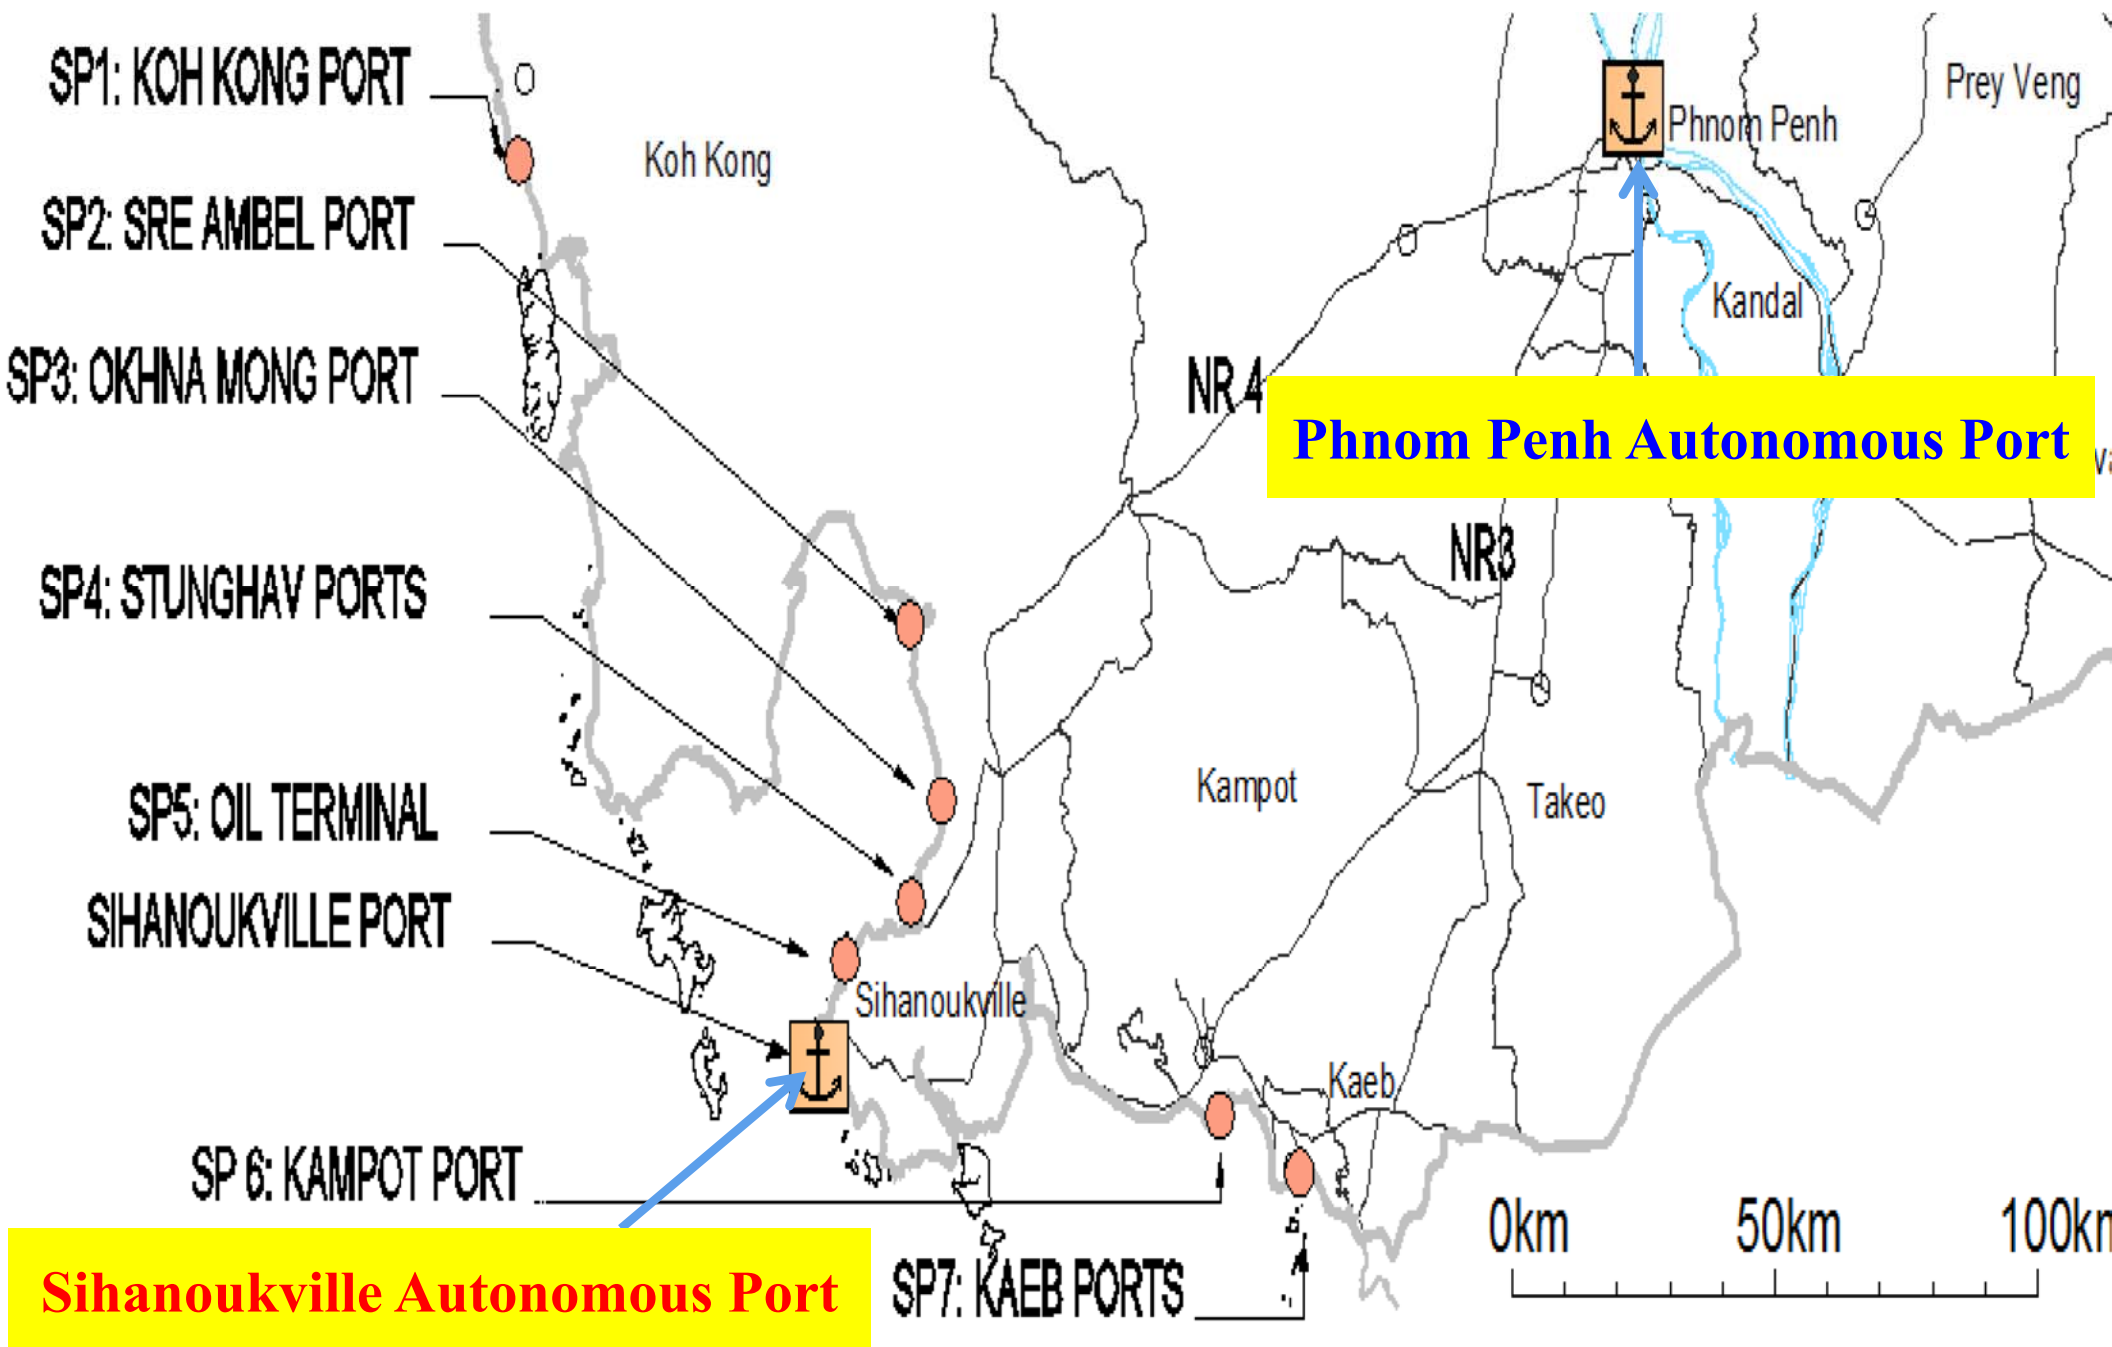 SP1: KOH KONG PORT
Koh Kong
Phnom Penh
Prey Veng
SP2: SRE AMBEL PORT
Kandal
SP3: OKHNA MONG PORT
NR 4
Phnom Penh Autonomous Port
NR3
SP4: STUNGHAV PORTS
Kampot
Takeo
SP5: OIL TERMINAL
SIHANOUKVILLE PORT
Sihanoukville
Kaeb
SP 6: KAMPOT PORT
0km 50km 100km
Sihanoukville Autonomous Port
SP7: KAEB PORTS